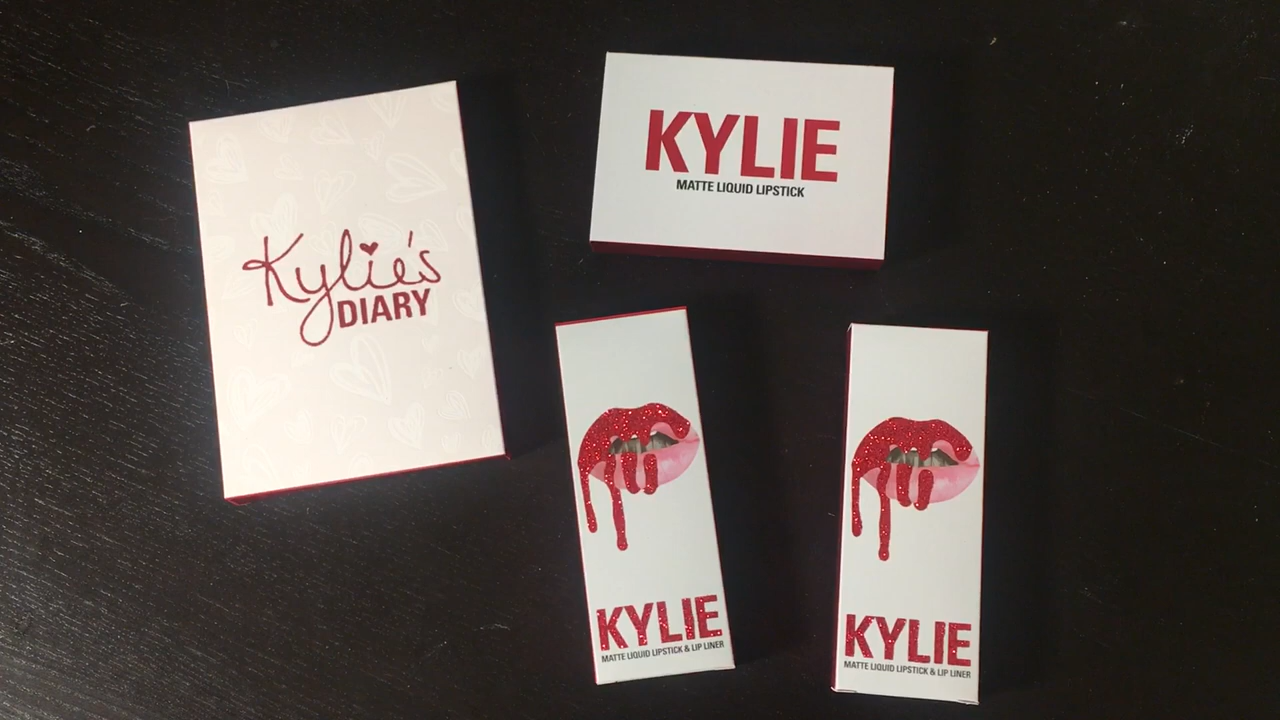 Kylie's
DIARY
KYLIE
MATTE LIQUID LIPSTICK
KYLIE
MATTE LIQUID LIPSTICK & LIP LINER
KYLIE
MATTE LIQUID LIPSTICK & LIP LINER